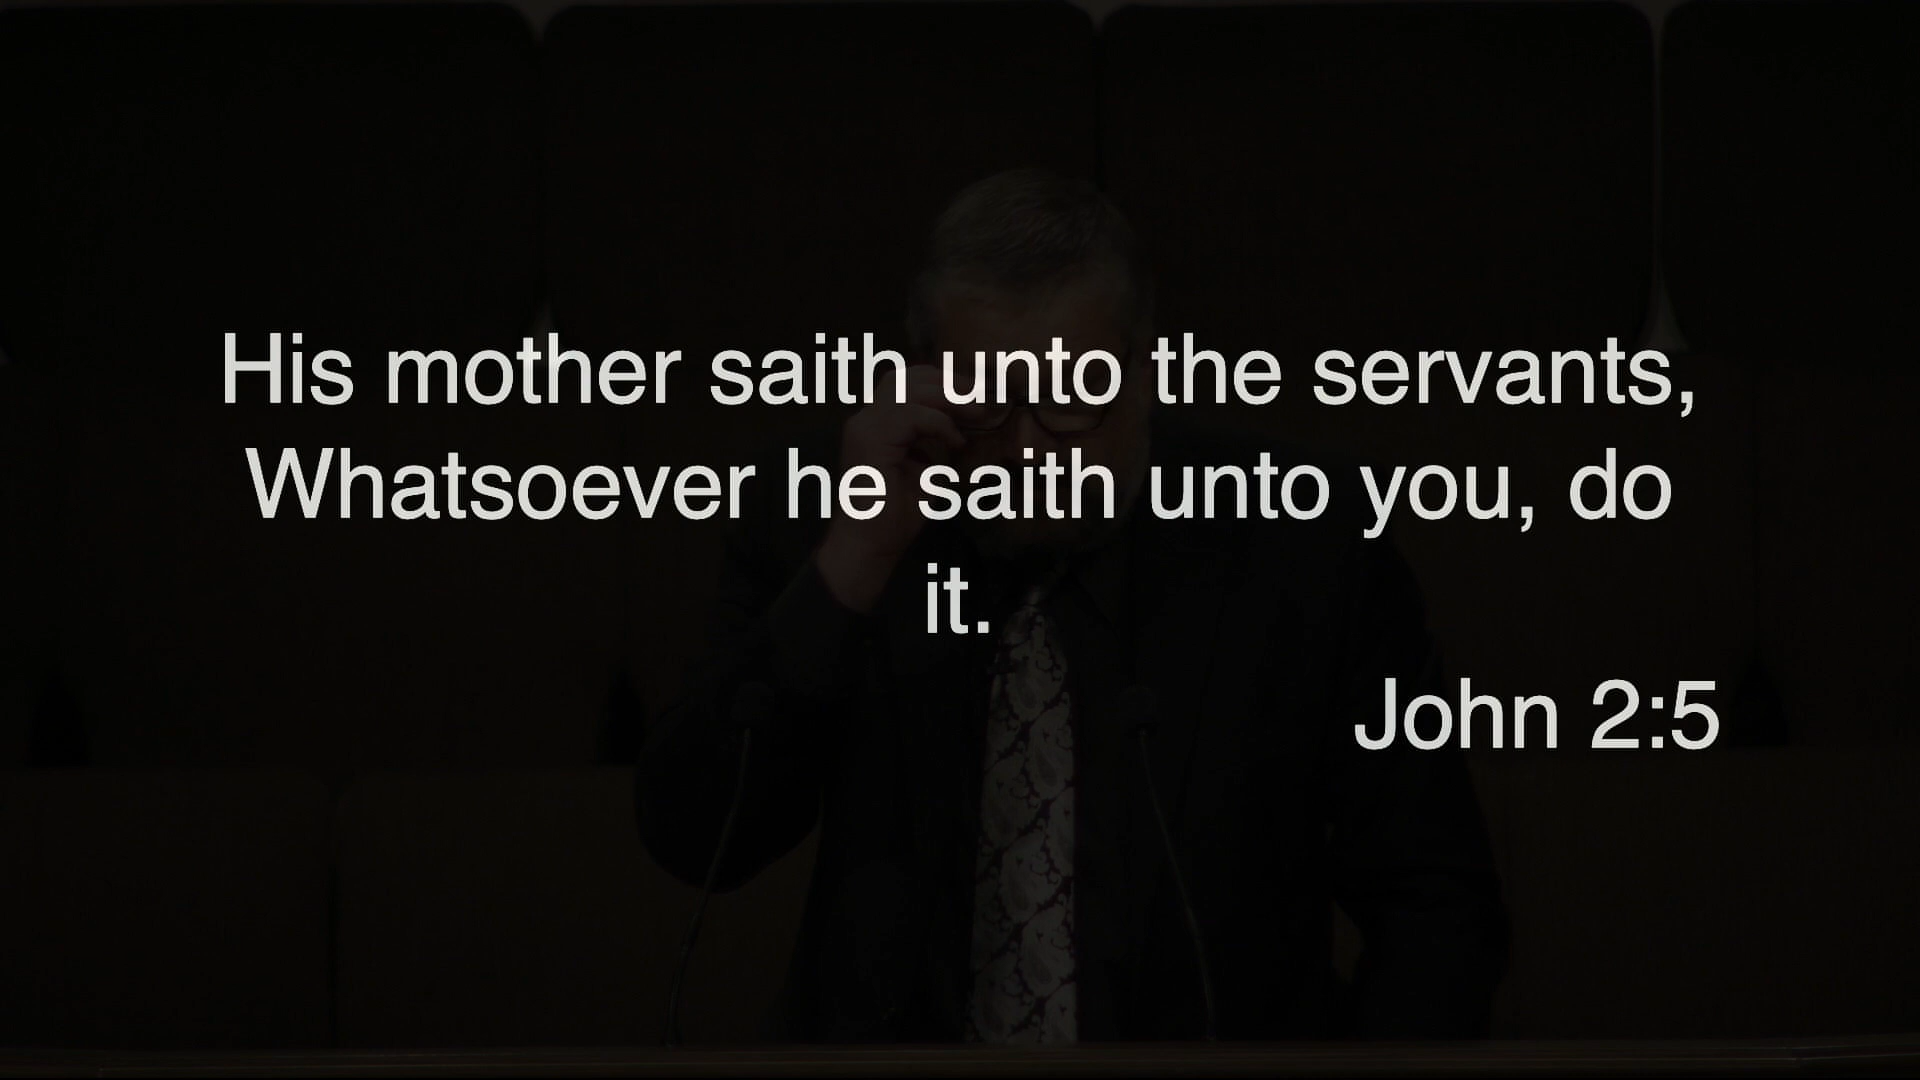 His mother saith unto the servants,
Whatsoever he saith unto you, do
it.
John 2:5